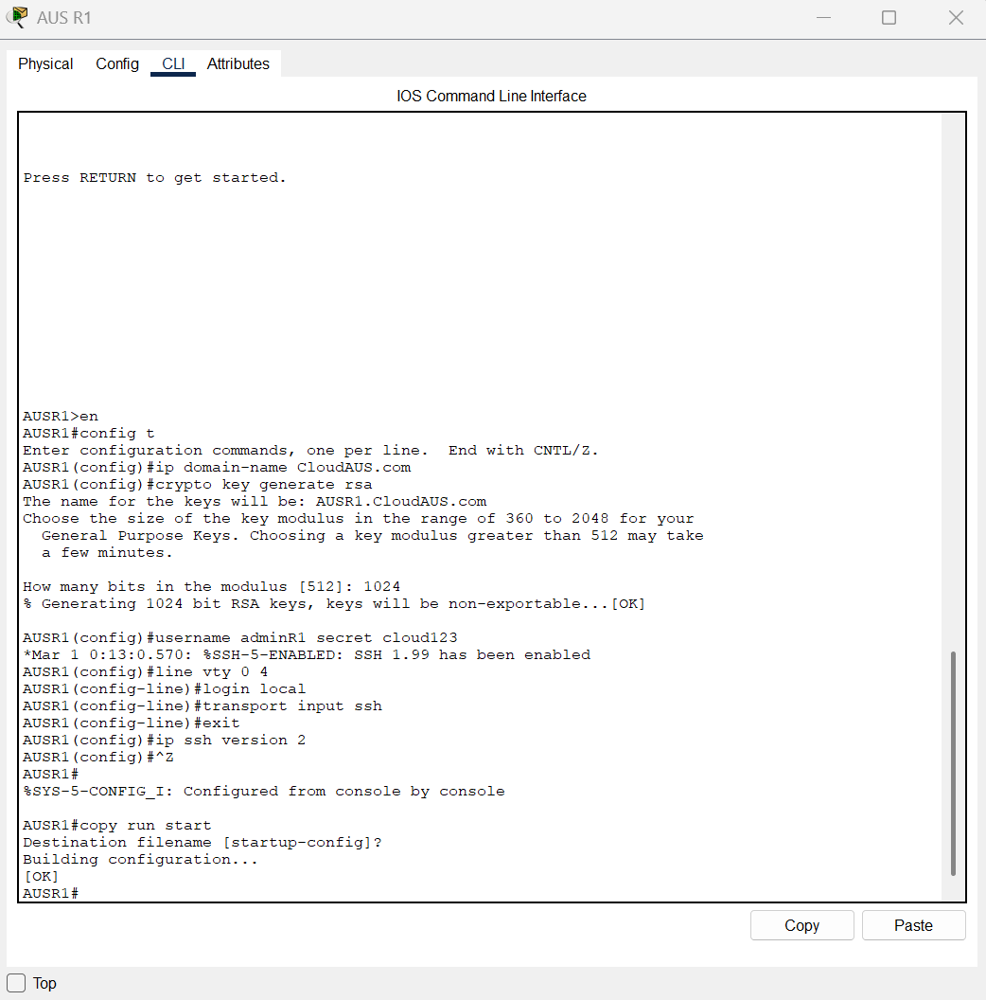 AUS R1
Physical Config CLI Attributes
IOS Command Line Interface
Press RETURN to get started.
AUSR1>en
AUSR1#config t
Enter configuration commands, one per line.  End with CNTL/Z.
AUSR1(config)#ip domain-name CloudAUS.com
AUSR1(config)#crypto key generate rsa
The name for the keys will be: AUSR1.CloudAUS.com
Choose the size of the key modulus in the range of 360 to 2048 for your
  General Purpose Keys. Choosing a key modulus greater than 512 may take
  a few minutes.
How many bits in the modulus [512]: 1024
% Generating 1024 bit RSA keys, keys will be non-exportable...[OK]
AUSR1(config)#username adminR1 secret cloud123
*Mar 1 0:13:0.570: %SSH-5-ENABLED: SSH 1.99 has been enabled
AUSR1(config)#line vty 0 4
AUSR1(config-line)#login local
AUSR1(config-line)#transport input ssh
AUSR1(config-line)#exit
AUSR1(config)#ip ssh version 2
AUSR1(config)#^Z
AUSR1#
%SYS-5-CONFIG_I: Configured from console by console
AUSR1#copy run start
Destination filename [startup-config]?
Building configuration...
[OK]
AUSR1#
Copy Paste
Top